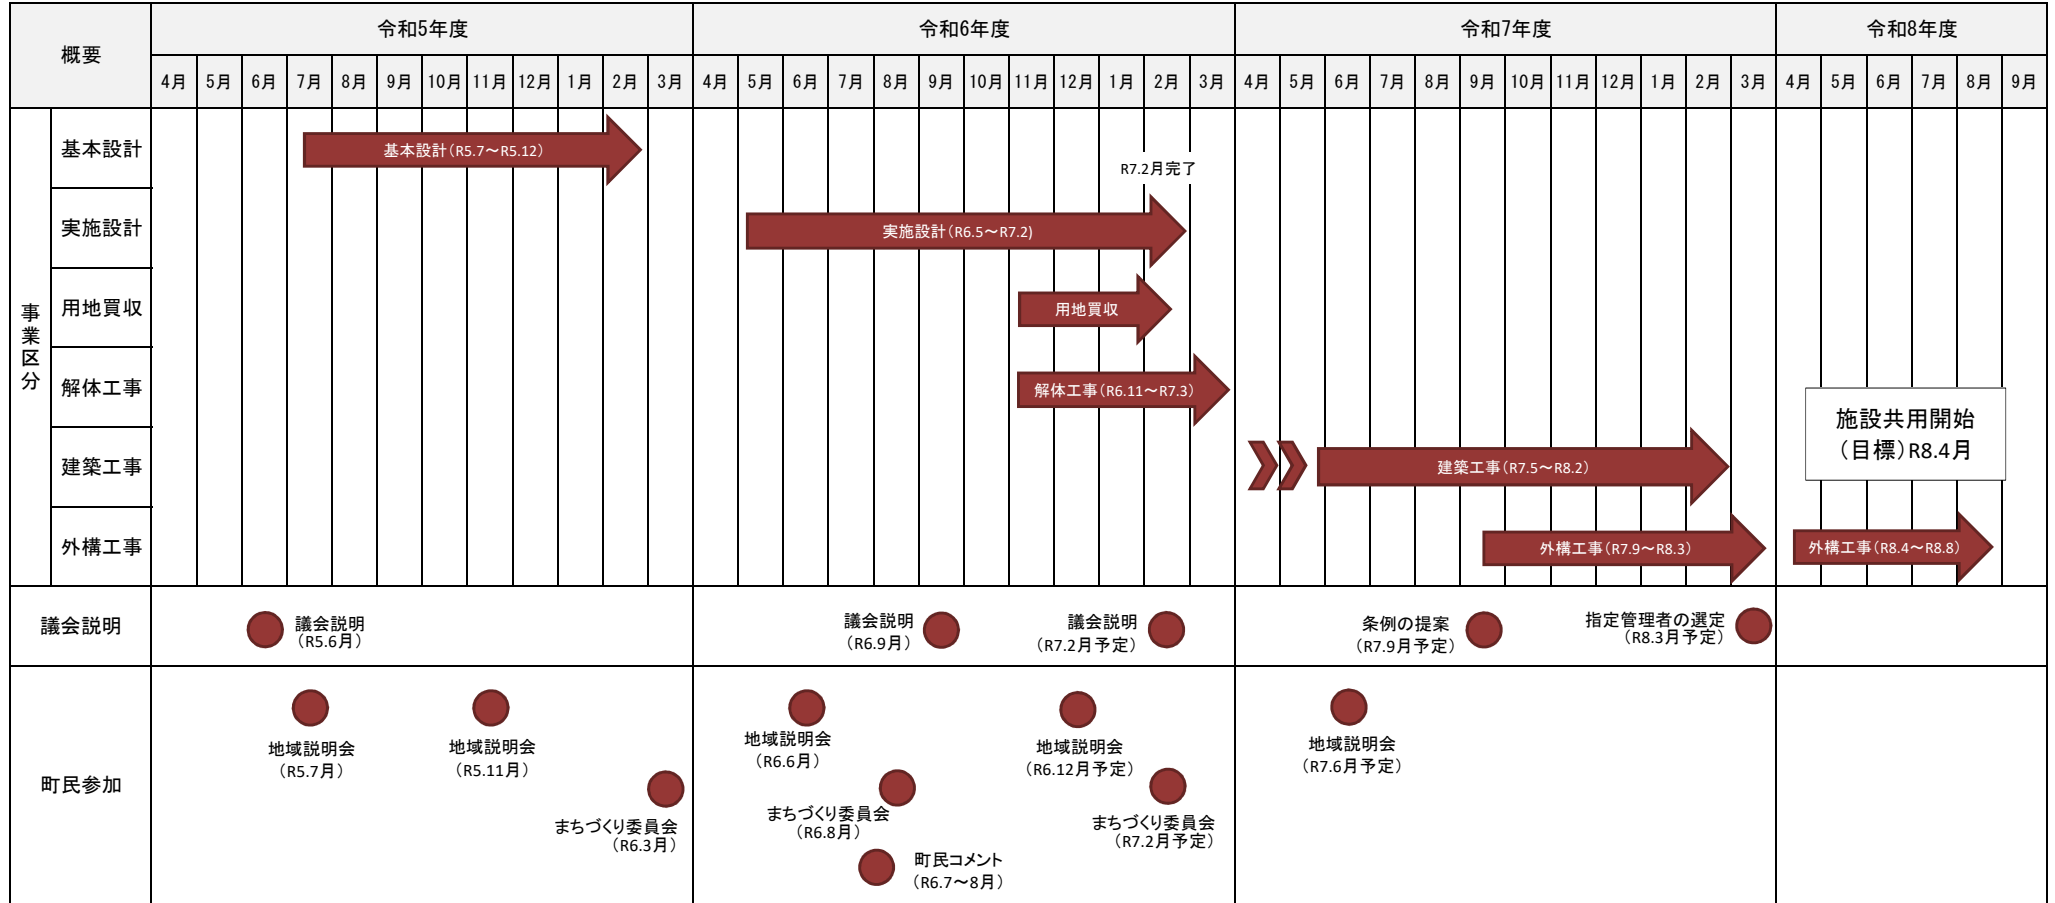 概要
令和5年度
令和6年度
令和7年度
令和8年度
4月 5月 6月 7月 8月 9月 10月 11月 12月 1月 2月 3月 4月 5月 6月 7月 8月 9月 10月 11月 12月 1月 2月 3月 4月 5月 6月 7月 8月 9月 10月 11月 12月 1月 2月 3月 4月 5月 6月 7月 8月 9月
事業区分
基本設計
基本設計(R5.7～R5.12)
R7.2月完了
実施設計
実施設計(R6.5～R7.2)
用地買収
用地買収
解体工事
解体工事(R6.11～R7.3)
施設共用開始
(目標)R8.4月
建築工事
建築工事(R7.5～R8.2)
外構工事
外構工事(R7.9～R8.3)
外構工事(R8.4～R8.8)
議会説明
議会説明
(R5.6月)
議会説明
(R6.9月)
議会説明
(R7.2月予定)
条例の提案
(R7.9月予定)
指定管理者の選定
(R8.3月予定)
町民参加
地域説明会
(R5.7月)
地域説明会
(R5.11月)
まちづくり委員会
(R6.3月)
地域説明会
(R6.6月)
まちづくり委員会
(R6.8月)
町民コメント
(R6.7～8月)
地域説明会
(R6.12月予定)
まちづくり委員会
(R7.2月予定)
地域説明会
(R7.6月予定)